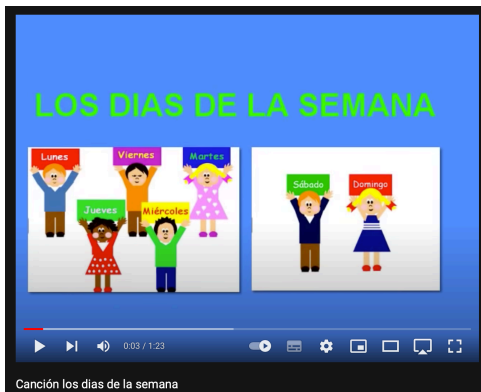 LOS DIAS DE LA SEMANA
Lunes
Viernes
Martes
Jueves
Miércoles
Sábado
Domingo
0:03 / 1:23
Canción los dias de la semana